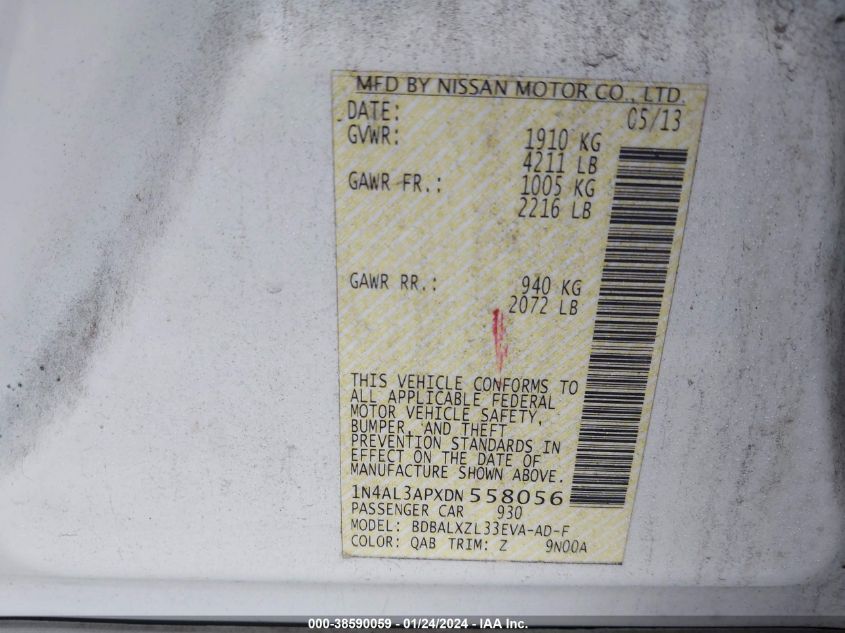 MFD BY NISSAN MOTOR CO., LTD.
DATE: 05/13
GVWR: 1910 KG
4211 LB
GAWR FR.: 1005 KG
2216 LB
GAWR RR.: 940 KG
2072 LB
THIS VEHICLE CONFORMS TO
ALL APPLICABLE FEDERAL
MOTOR VEHICLE SAFETY,
BUMPER, AND THEFT
PREVENTION STANDARDS IN
EFFECT ON THE DATE OF
MANUFACTURE SHOWN ABOVE.
1N4AL3APXDN 558056
PASSENGER CAR 930
MODEL: BDBALXZL33EVA-AD-F
COLOR: QAB TRIM: Z 9N00A
000-38590059 - 01/24/2024 - IAA Inc.